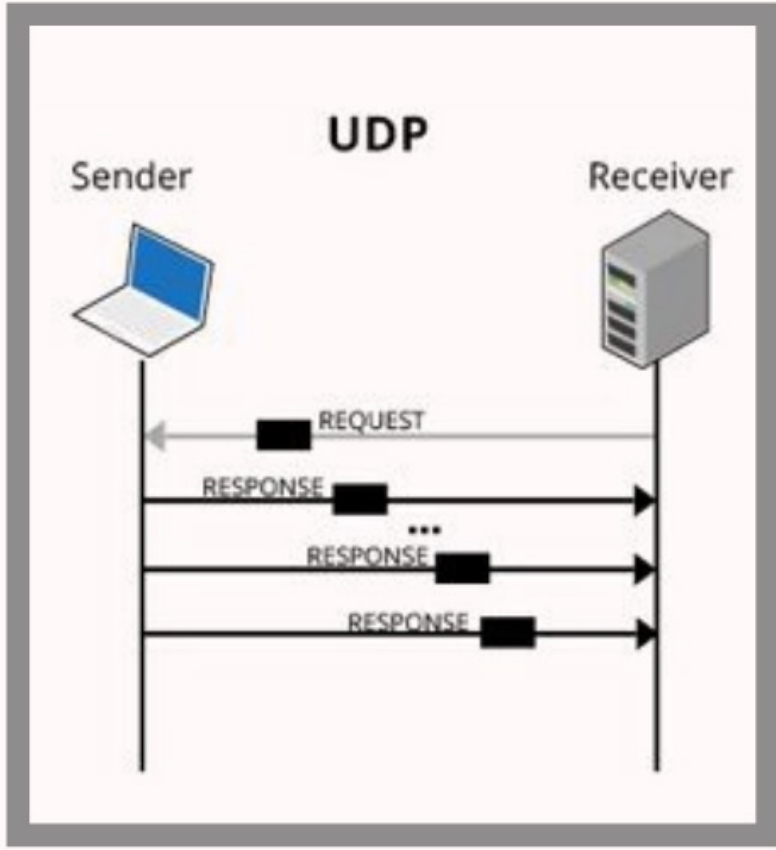 UDP
Sender
Receiver
REQUEST
RESPONSE
...
RESPONSE
RESPONSE